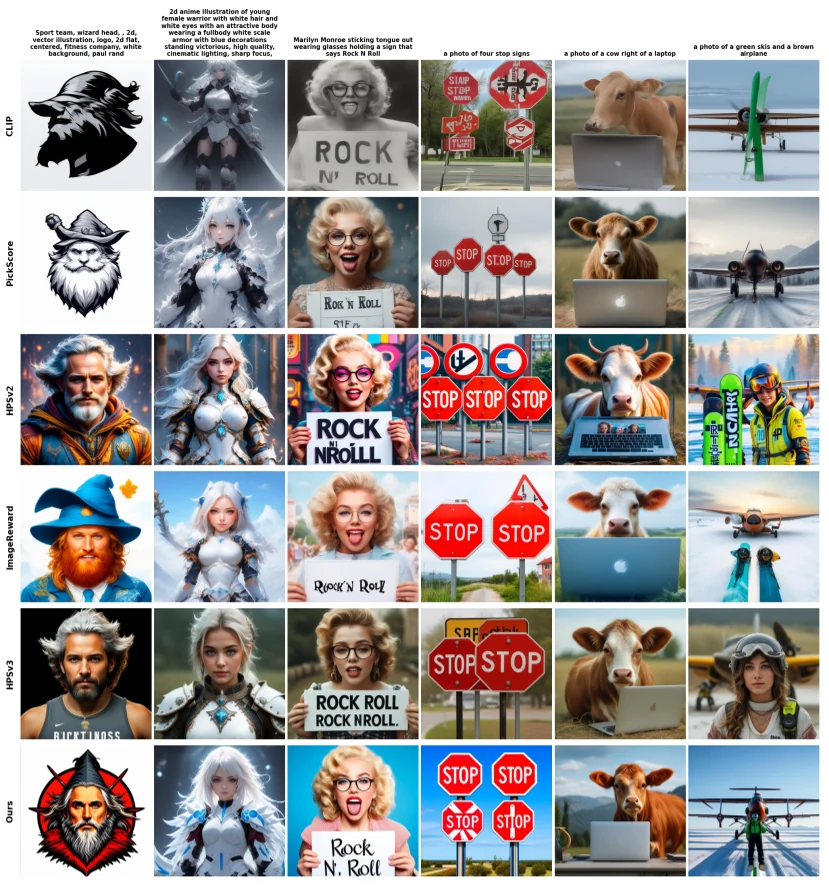 Sport team, wizard head, , 2d,
vector illustration, logo, 2d flat,
centered, fitness company, white
background, paul rand
2d anime illustration of young
female warrior with white hair and
white eyes with an attractive body
wearing a fullbody white scale
armor with blue decorations
standing victorious, high quality,
cinematic lighting, sharp focus,
Marilyn Monroe sticking tongue out
wearing glasses holding a sign that
says Rock N Roll
a photo of four stop signs
a photo of a cow right of a laptop
a photo of a green skis and a brown
airplane
CLIP
ROCK
N' ROLL
STOP
PickScore
ROK'N ROLL
STOP
STOP
STOP
STOP
HPSv2
ROCK
N'
NROLLL
STOP
STOP
STOP
ImageReward
STOP
STOP
HPSv3
ROCK ROLL
ROCK NROLL.
STOP
STOP
Ours
Rock
N'. Roll
STOP
STOP
STOP
STOP